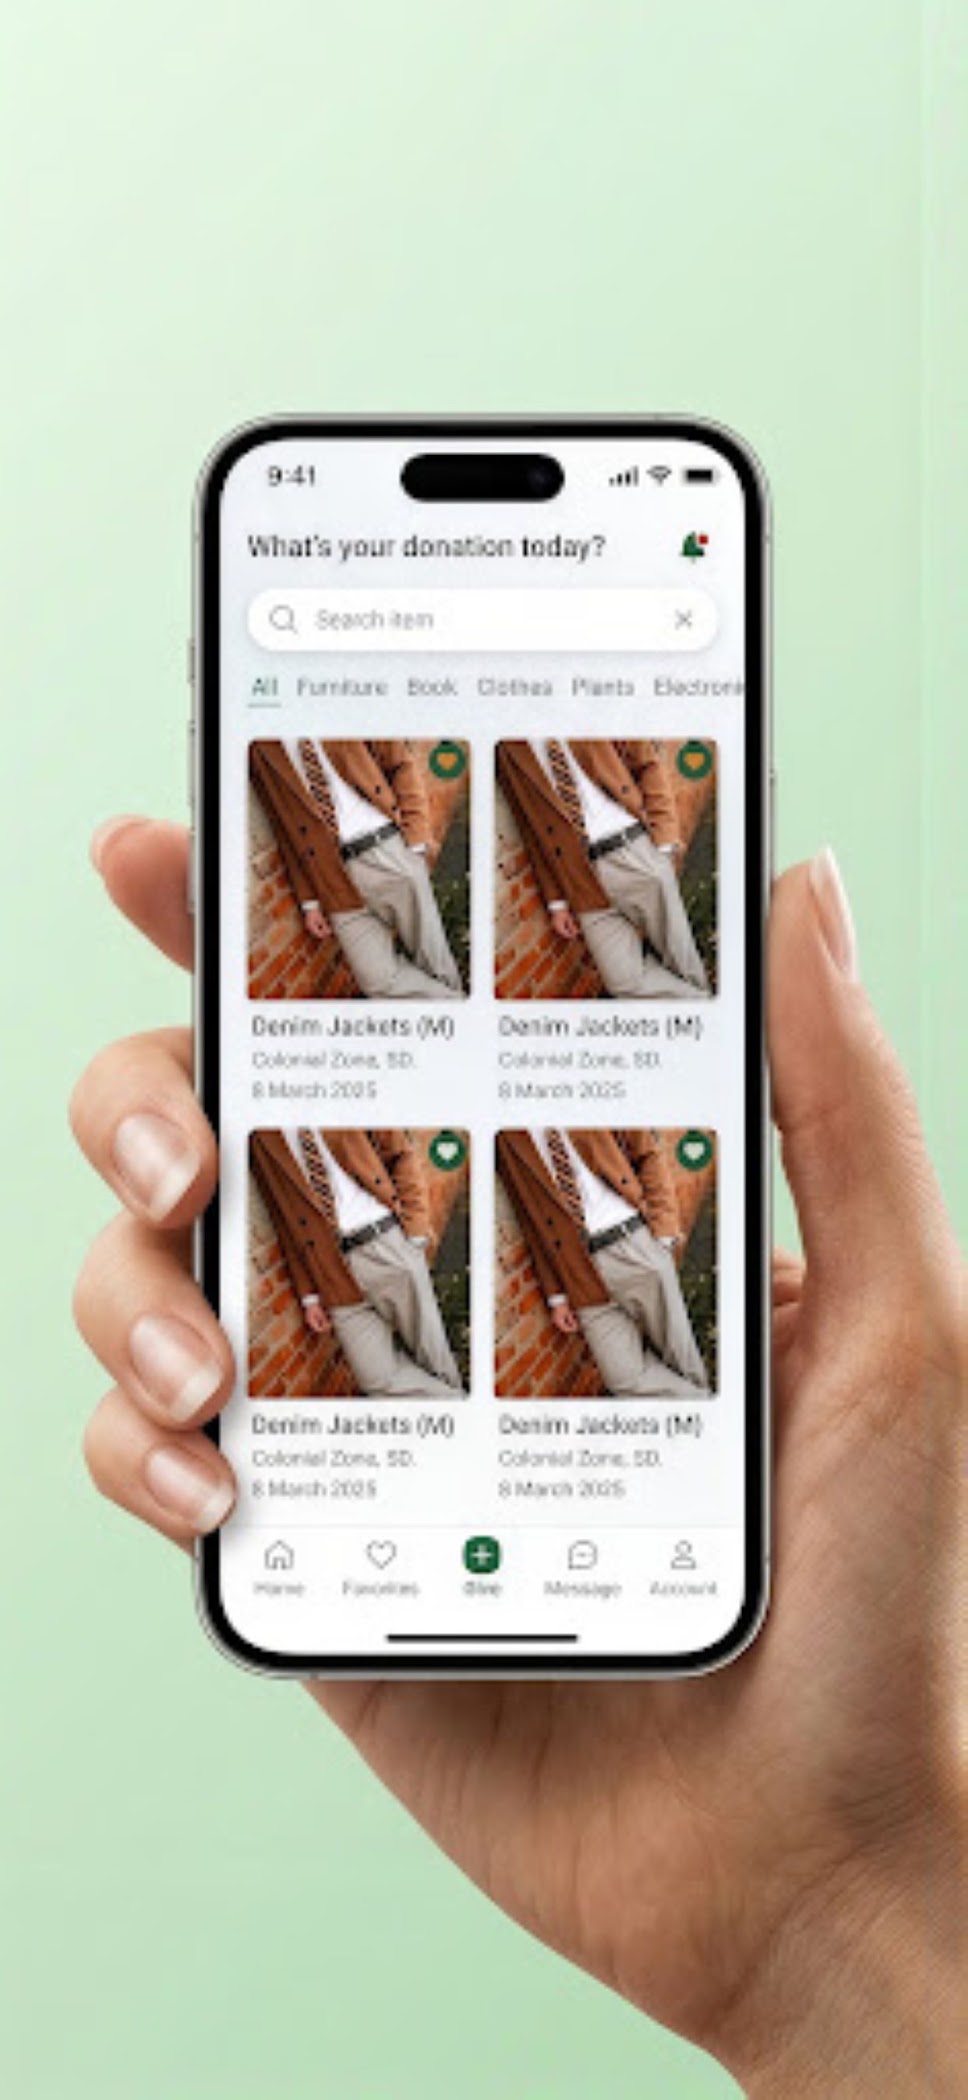 9:41
What's your donation today?
Search item
All Furniture Book Clothes Plants Electroni
Denim Jackets (M) Denim Jackets (M)
Colonial Zone, SD. Colonial Zone, SD.
8 March 2025 8 March 2025
Denim Jackets (M) Denim Jackets (M)
Colonial Zone, SD. Colonial Zone, SD.
8 March 2025 8 March 2025
Home Favorites Give Message Account